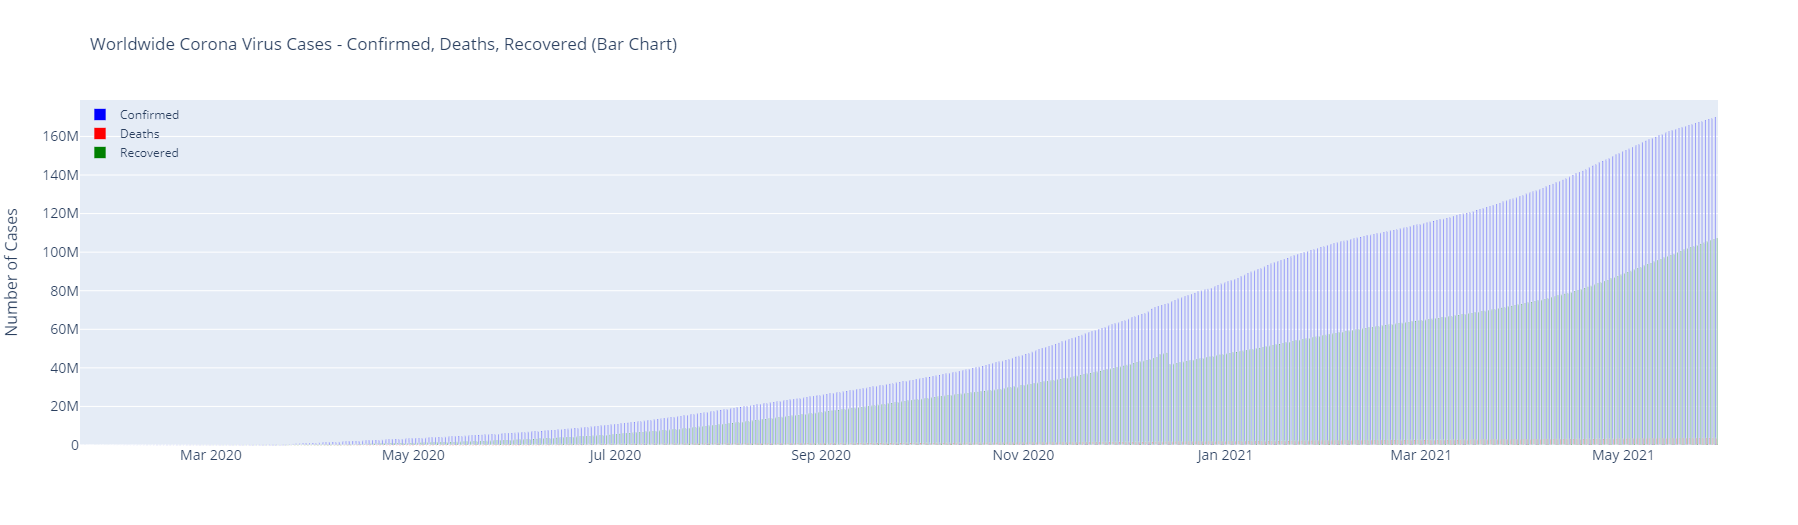 Worldwide Corona Virus Cases - Confirmed, Deaths, Recovered (Bar Chart)
Confirmed
Deaths
Recovered
Number of Cases
160M
140M
120M
100M
80M
60M
40M
20M
0
Mar 2020 May 2020 Jul 2020 Sep 2020 Nov 2020 Jan 2021 Mar 2021 May 2021